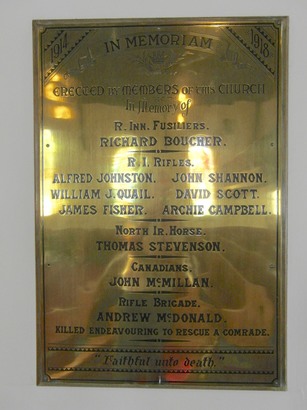 1914 1918
IN MEMORIAM
ERECTED BY MEMBERS OF THIS CHURCH
In Memory of
R. INN. FUSILIERS.
RICHARD BOUCHER.
R. I. RIFLES.
ALFRED JOHNSTON. JOHN SHANNON.
WILLIAM J. QUAIL. DAVID SCOTT.
JAMES FISHER. ARCHIE CAMPBELL.
NORTH IR. HORSE.
THOMAS STEVENSON.
CANADIANS.
JOHN McMILLAN.
RIFLE BRIGADE.
ANDREW McDONALD.
KILLED ENDEAVOURING TO RESCUE A COMRADE.
"Faithful unto death."